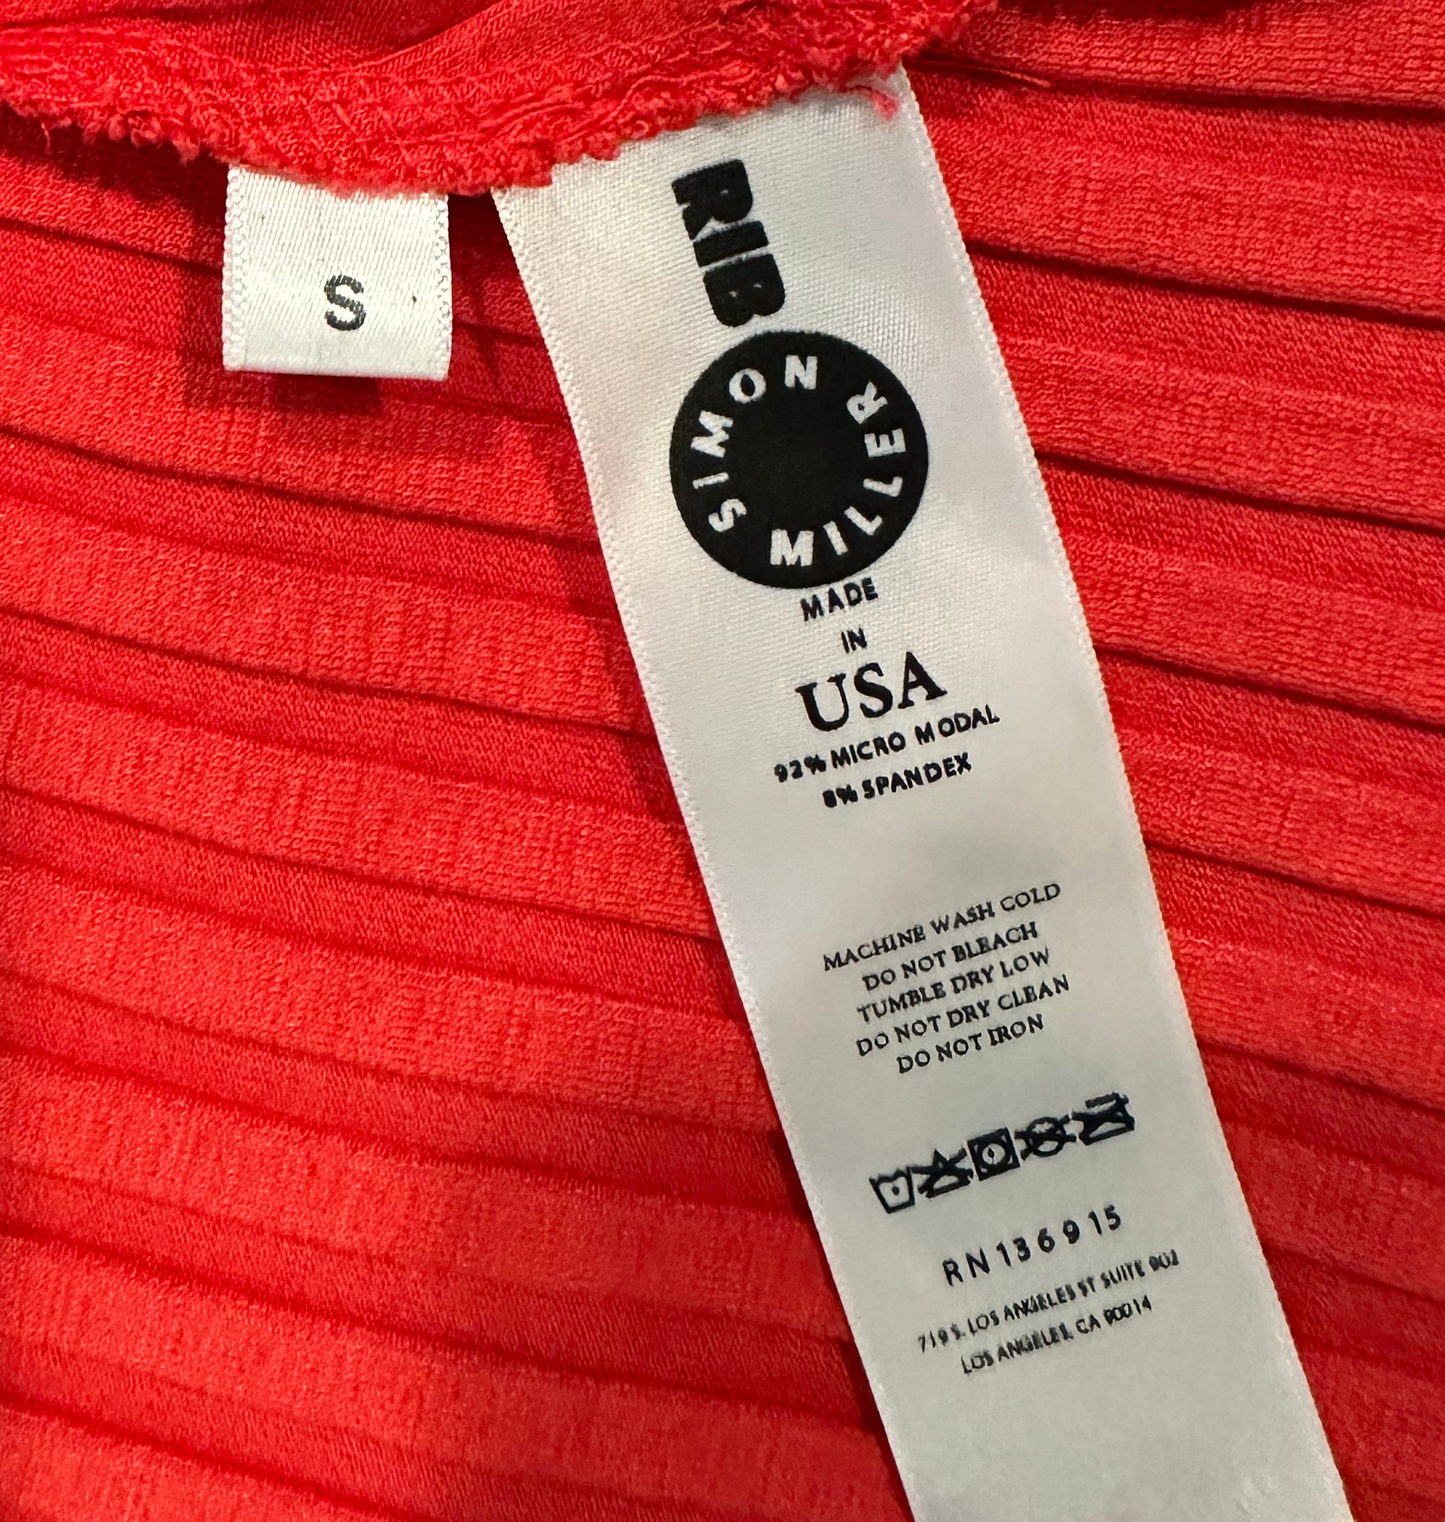 S
RIB
SIMON MILLER
MADE
IN
USA
92% MICRO MODAL
8% SPANDEX
MACHINE WASH COLD
DO NOT BLEACH
TUMBLE DRY LOW
DO NOT DRY CLEAN
DO NOT IRON
RN136915
719 S. LOS ANGELES ST SUITE 902
LOS ANGELES, CA 90014